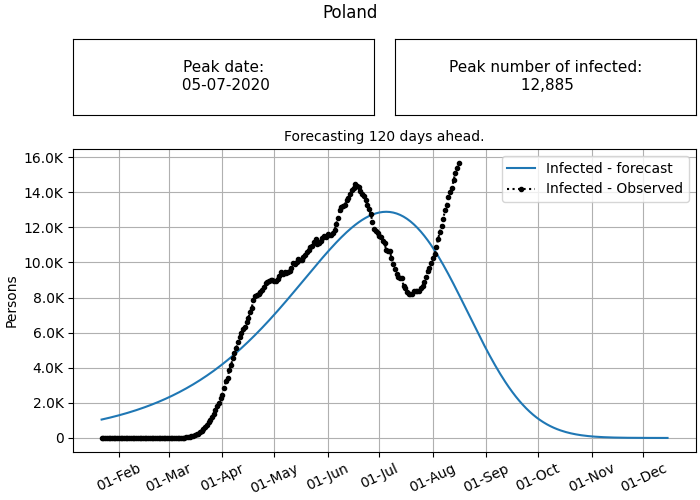 Poland
Peak date:
05-07-2020
Peak number of infected:
12,885
Forecasting 120 days ahead.
Infected - forecast
Infected - Observed
Persons
16.0K
14.0K
12.0K
10.0K
8.0K
6.0K
4.0K
2.0K
0
01-Feb
01-Mar
01-Apr
01-May
01-Jun
01-Jul
01-Aug
01-Sep
01-Oct
01-Nov
01-Dec